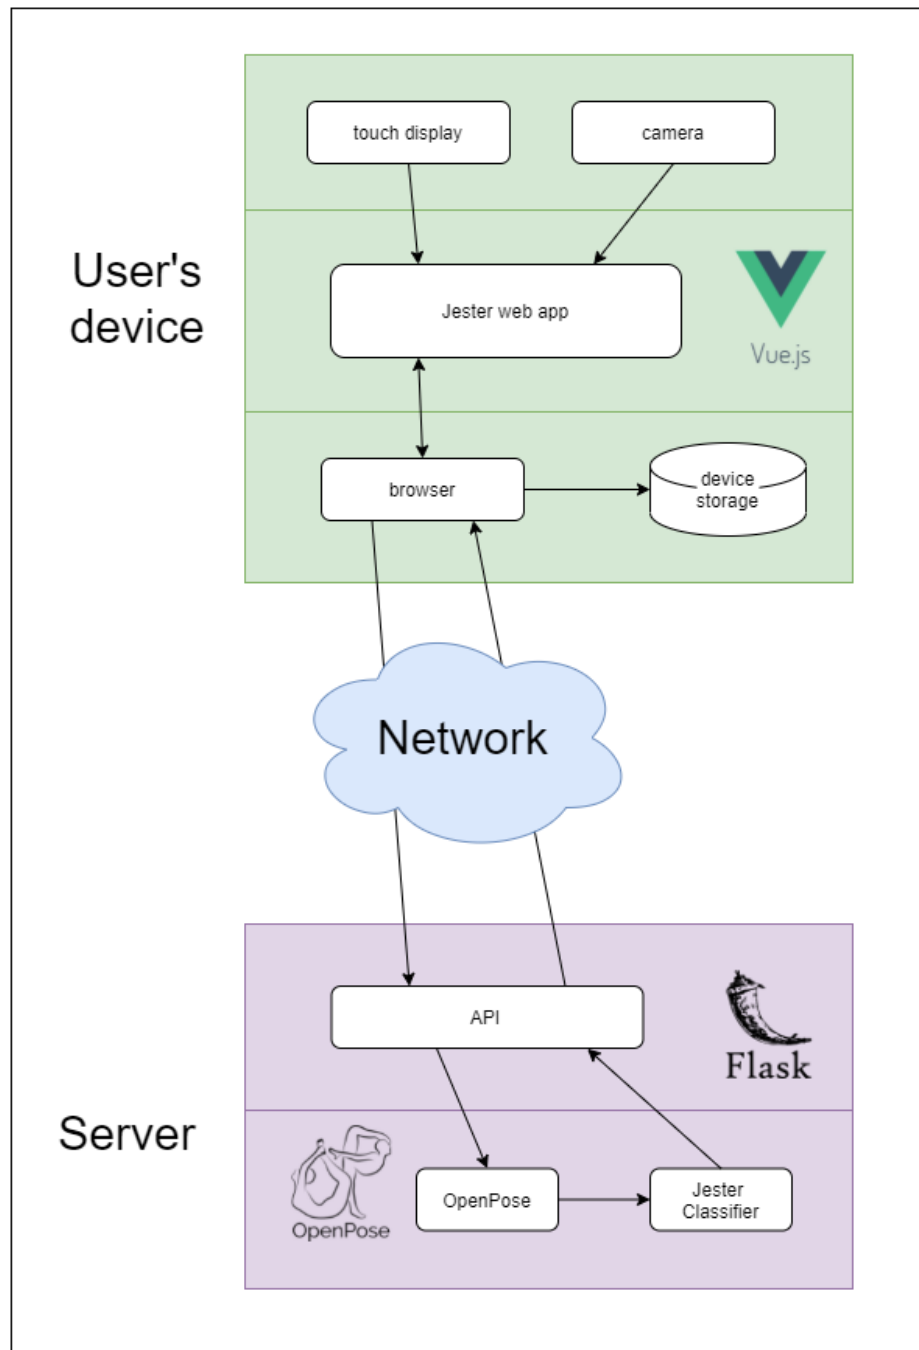 touch display
camera
User's
device
Jester web app
Vue.js
browser
device
storage
Network
API
Flask
Server
OpenPose
OpenPose
Jester
Classifier